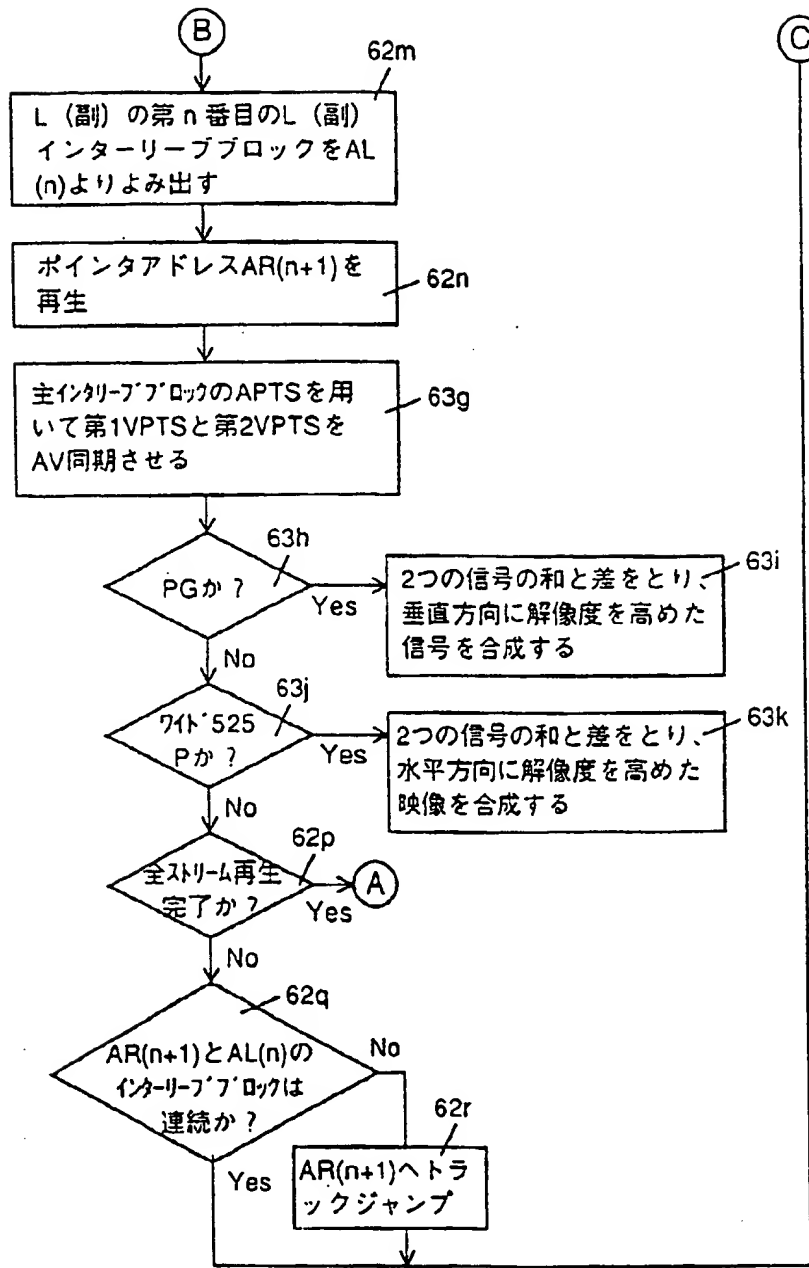 B
C
62m
L（副）の第n番目のL（副）
インターリーブブロックをAL
(n)よりよみ出す
ポインタアドレスAR(n+1)を
再生
62n
主インタリーブブロックのAPTSを用
いて第1VPTSと第2VPTSを
AV同期させる
63g
63h
PGか？
Yes
No
2つの信号の和と差をとり、
垂直方向に解像度を高めた
信号を合成する
63i
63j
ワイド525
Pか？
Yes
No
2つの信号の和と差をとり、
水平方向に解像度を高めた
映像を合成する
63k
62p
全ストリーム再生
完了か？
Yes
A
No
62q
AR(n+1)とAL(n)の
インターリーブブロックは
連続か？
No
Yes
62r
AR(n+1)へトラ
ックジャンプ